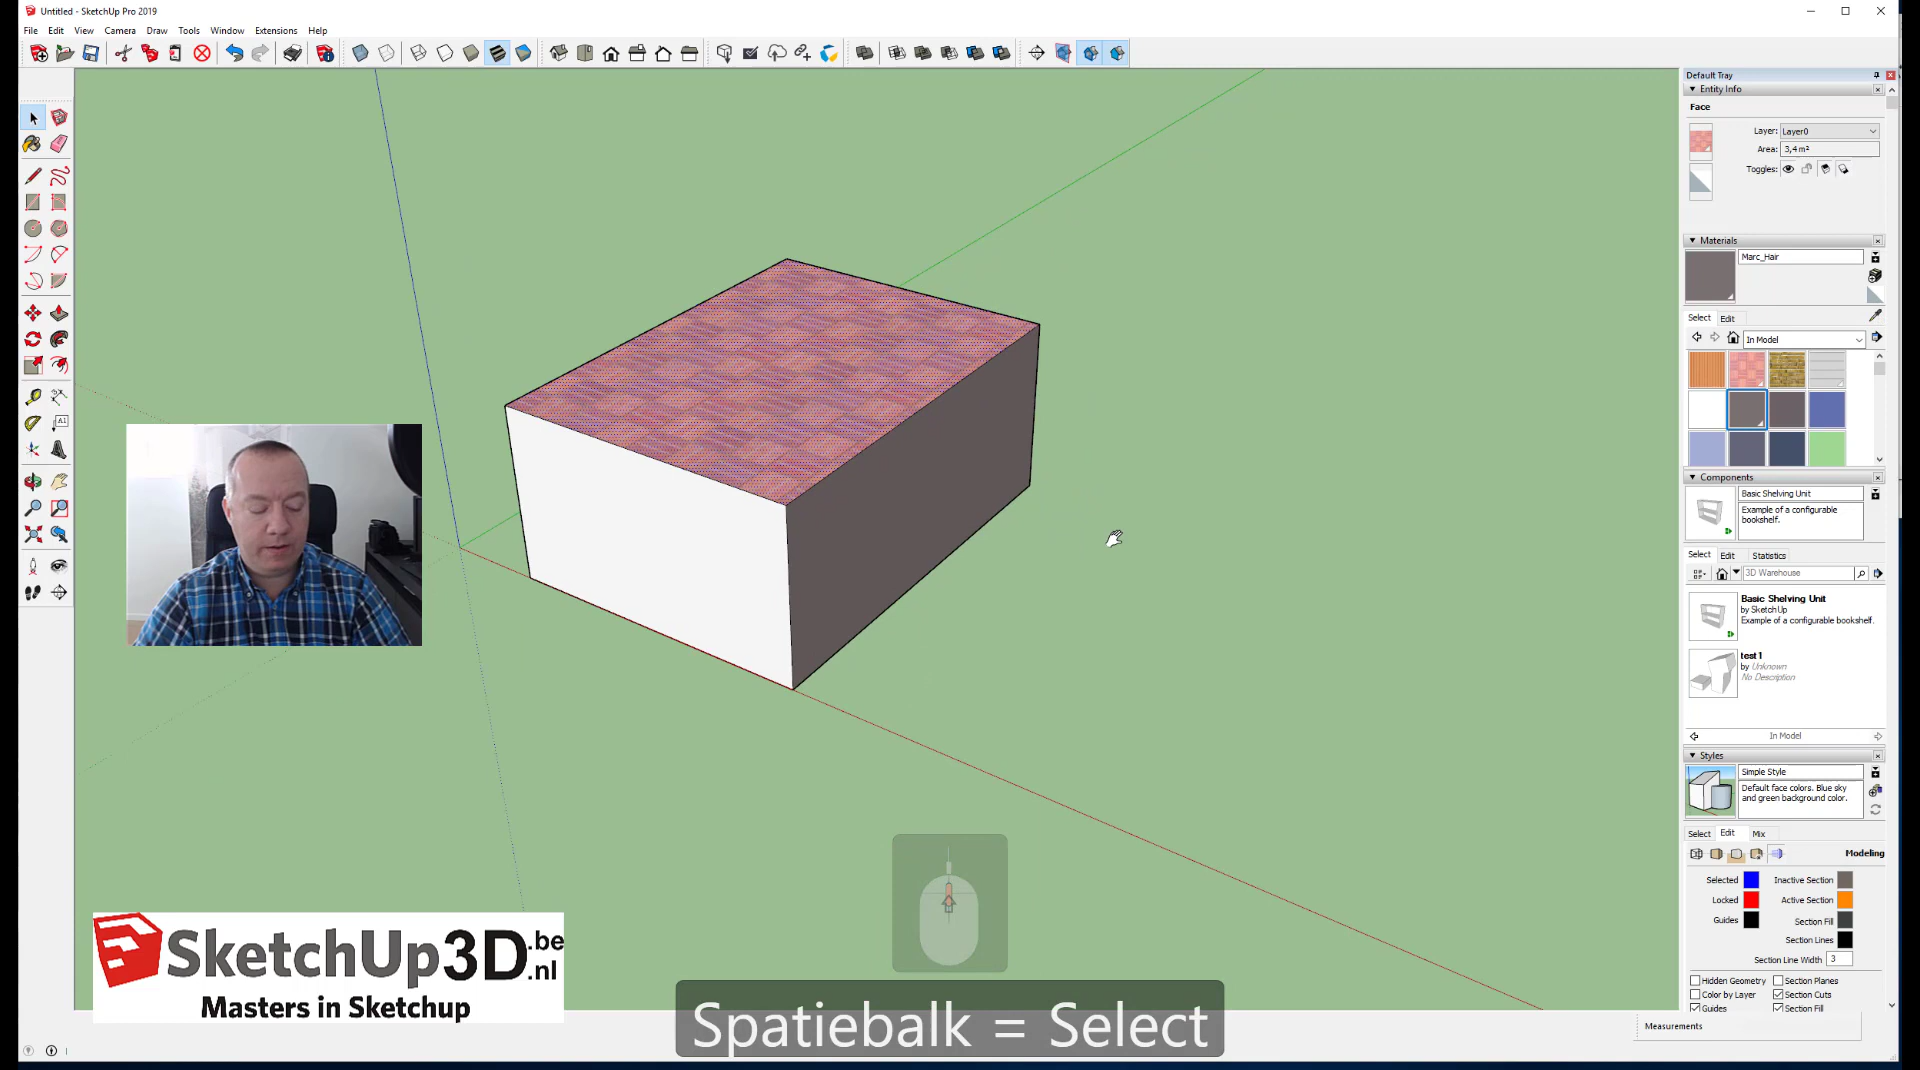 Untitled - SketchUp Pro 2019
File Edit View Camera Draw Tools Window Extensions Help
Default Tray
Entity Info
Face
Layer: Layer0
Area: 3,4 m²
Toggles:
Materials
Marc_Hair
Select Edit
In Model
Components
Basic Shelving Unit
Example of a configurable
bookshelf.
Select Edit Statistics
3D Warehouse
Basic Shelving Unit
by SketchUp
Example of a configurable bookshelf.
test1
by Unknown
No Description
In Model
Styles
Simple Style
Default face colors. Blue sky
and green background color.
Select Edit Mix
Modeling
Selected Inactive Section
Locked Active Section
Guides Section Fill
Section Lines
Section Line Width 3
Hidden Geometry Section Planes
Color by Layer Section Cuts
Guides Section Fill
Measurements
SketchUp3D.be
.nl
Masters in Sketchup
Spatiebalk = Select